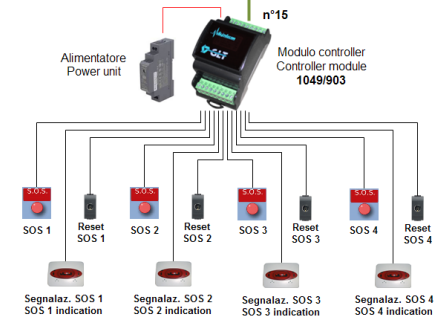 n°15
Alimentatore
Power unit
GLT
Modulo controller
Controller module
1049/903
S.O.S.
S.O.S.
S.O.S.
S.O.S.
SOS 1
Reset
SOS 1
SOS 2
Reset
SOS 2
SOS 3
Reset
SOS 3
SOS 4
Reset
SOS 4
Segnalaz. SOS 1
SOS 1 indication
Segnalaz. SOS 2
SOS 2 indication
Segnalaz. SOS 3
SOS 3 indication
Segnalaz. SOS 4
SOS 4 indication